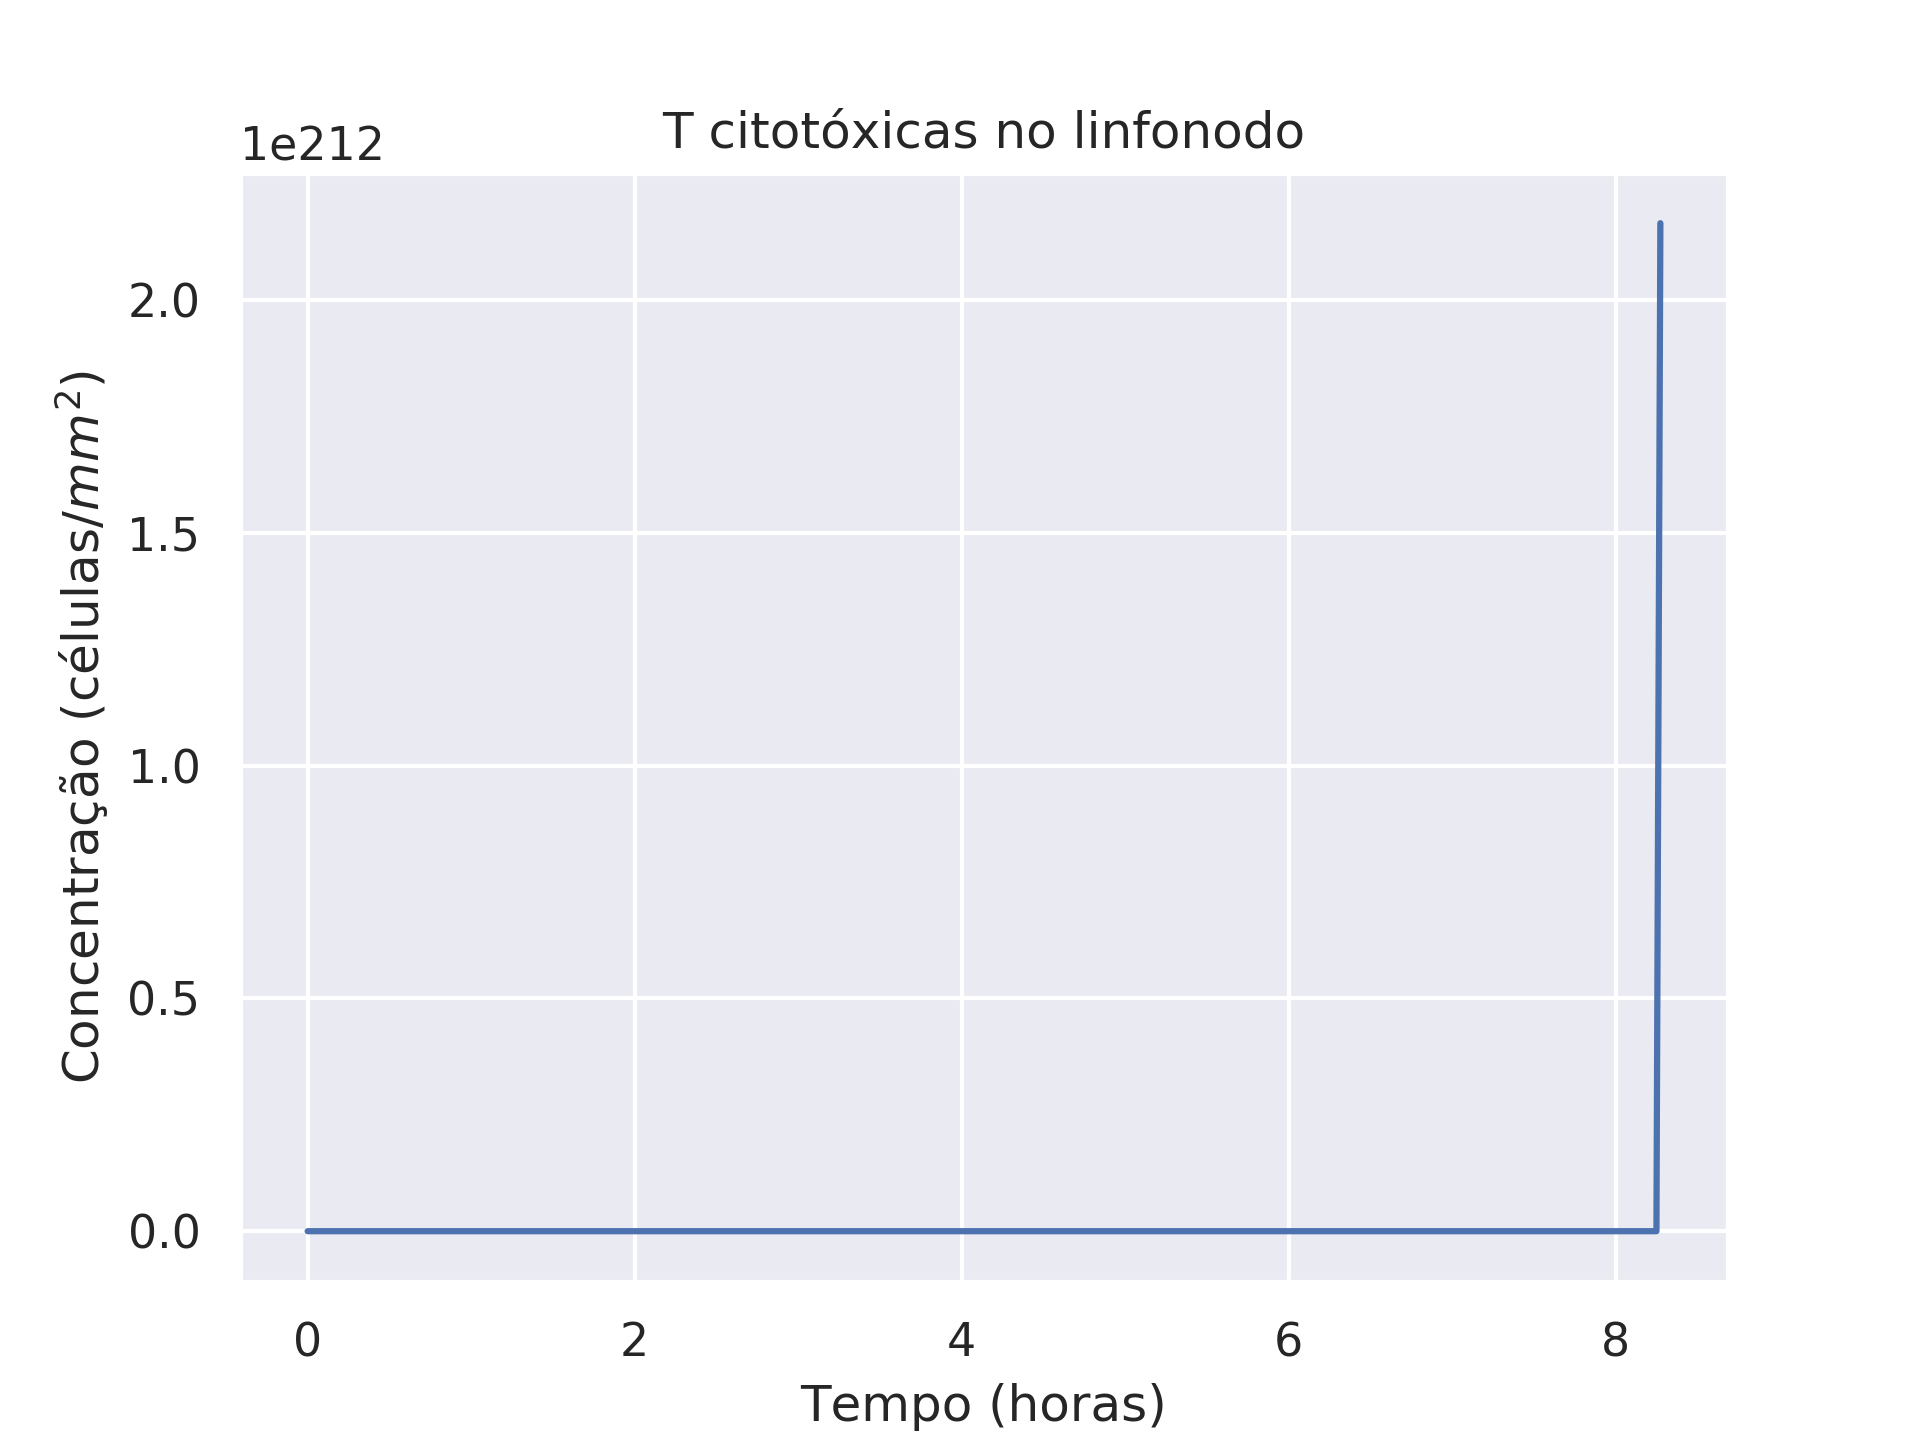 T citotóxicas no linfonodo
1e212
Concentração (células/mm²)
2.0
1.5
1.0
0.5
0.0
0 2 4 6 8
Tempo (horas)